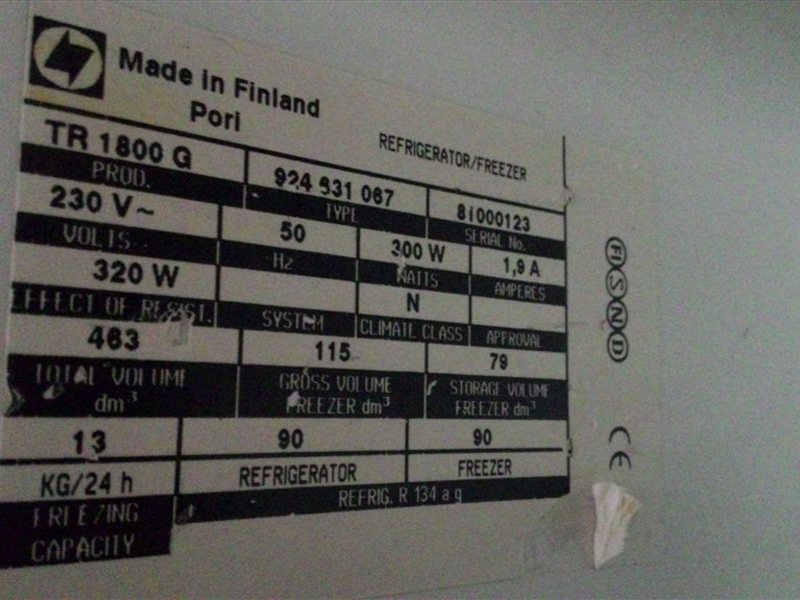 Made in Finland
Pori
REFRIGERATOR/FREEZER
TR 1800 G
PROD.
924 531 067
TYPE
81000123
SERIAL No.
230 V~
VOLTS
50
Hz
300 W
WATTS
1,9 A
AMPERES
320 W
EFFECT OF RESIST.
SYSTEM
N
CLIMATE CLASS
APPROVAL
463
TOTAL VOLUME
dm³
115
GROSS VOLUME
FREEZER dm³
79
STORAGE VOLUME
FREEZER dm³
13
KG/24 h
FREEZING
CAPACITY
90
REFRIGERATOR
90
FREEZER
REFRIG. R 134 a g
FI S N D
CE